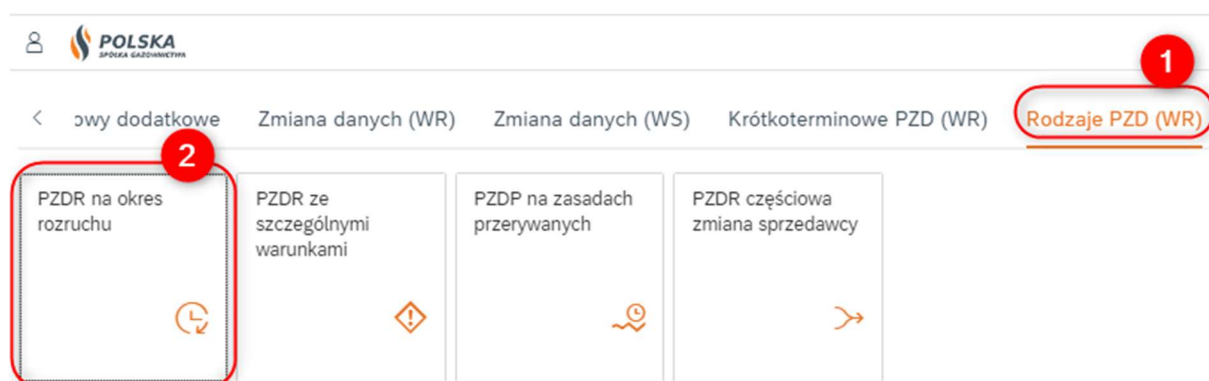 POLSKA
SPÓŁKA GAZOWNICTWA
1
owy dodatkowe Zmiana danych (WR) Zmiana danych (WS) Krótkoterminowe PZD (WR) Rodzaje PZD (WR)
2
PZDR na okres
rozruchu
PZDR ze
szczególnymi
warunkami
PZDP na zasadach
przerywanych
PZDR częściowa
zmiana sprzedawcy